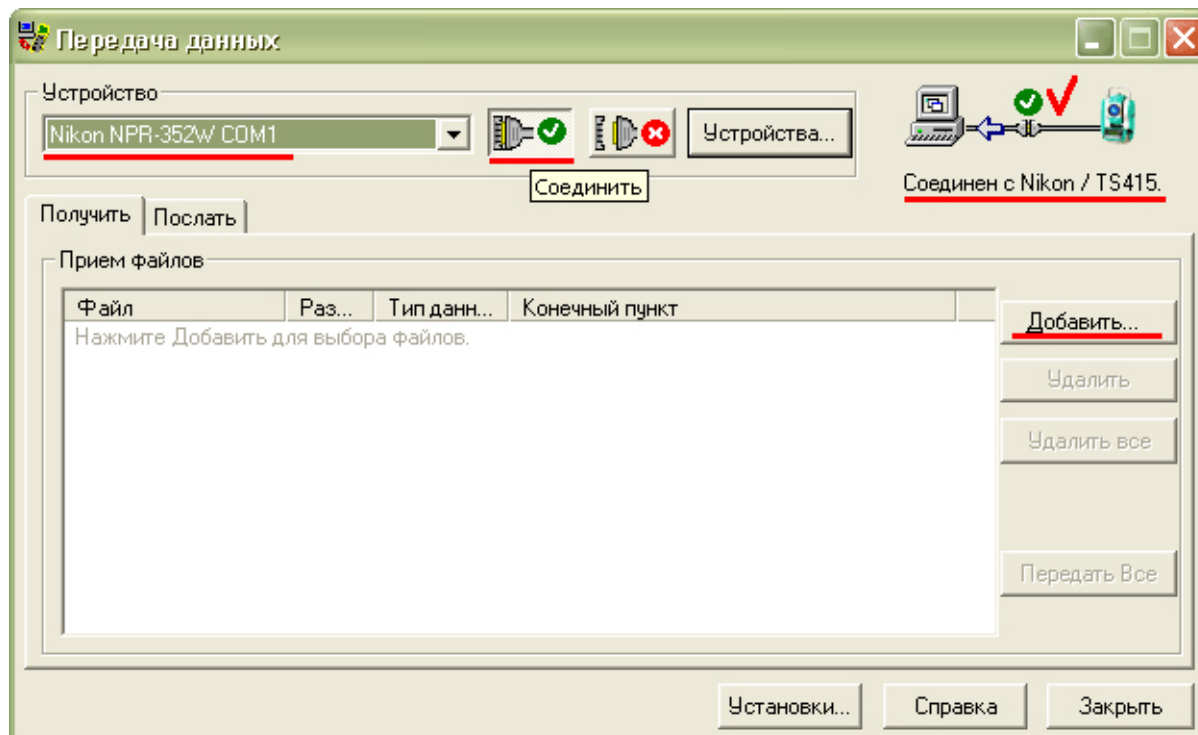 Передача данных
Устройство
Nikon NPR-352W COM1
Устройства...
Соединить
Соединен с Nikon / TS415.
Получить Послать
Прием файлов
Файл Раз... Тип данн... Конечный пункт
Нажмите Добавить для выбора файлов.
Добавить...
Удалить
Удалить все
Передать Все
Установки... Справка Закрыть